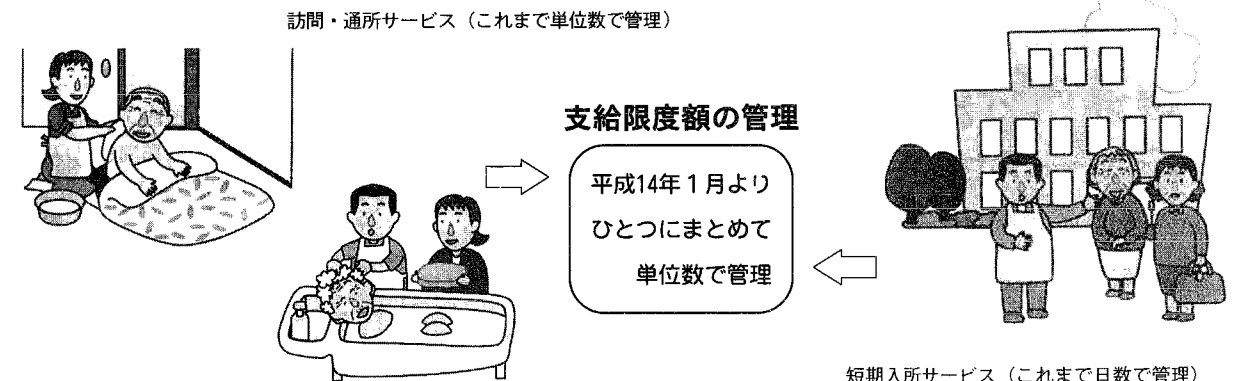 訪問・通所サービス（これまで単位数で管理）
支給限度額の管理
平成14年1月より
ひとつにまとめて
単位数で管理
短期入所サービス（これまで日数で管理）